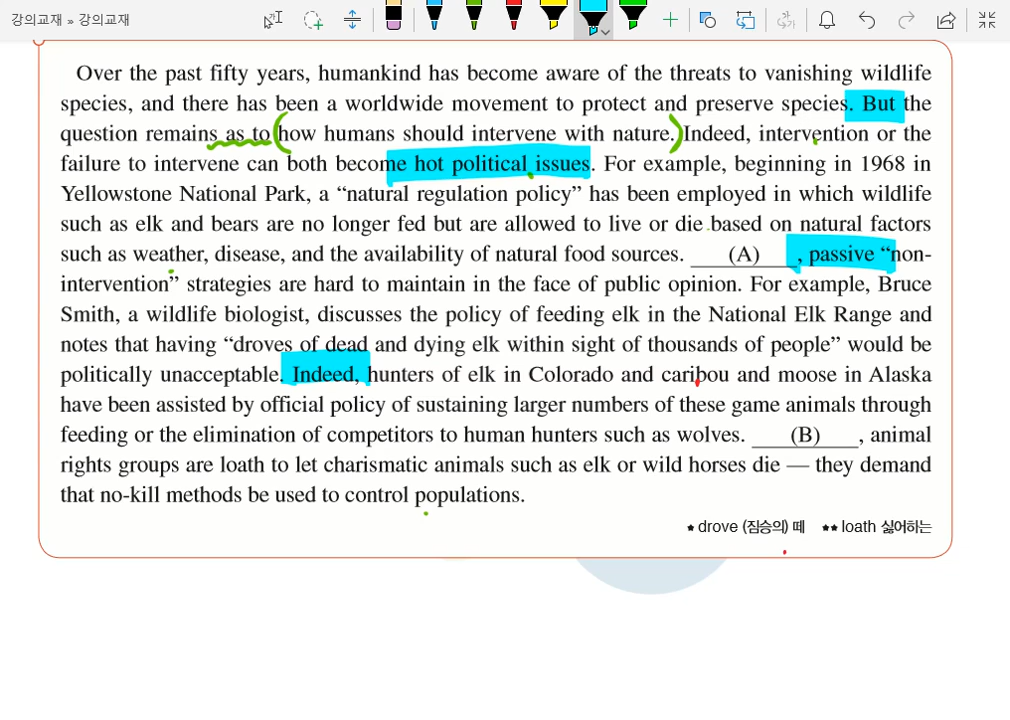 강의교재 » 강의교재
Over the past fifty years, humankind has become aware of the threats to vanishing wildlife
species, and there has been a worldwide movement to protect and preserve species. But the
question remains as to how humans should intervene with nature. Indeed, intervention or the
failure to intervene can both become hot political issues. For example, beginning in 1968 in
Yellowstone National Park, a “natural regulation policy” has been employed in which wildlife
such as elk and bears are no longer fed but are allowed to live or die based on natural factors
such as weather, disease, and the availability of natural food sources. (A) , passive “non-
intervention” strategies are hard to maintain in the face of public opinion. For example, Bruce
Smith, a wildlife biologist, discusses the policy of feeding elk in the National Elk Range and
notes that having “droves of dead and dying elk within sight of thousands of people” would be
politically unacceptable. Indeed, hunters of elk in Colorado and caribou and moose in Alaska
have been assisted by official policy of sustaining larger numbers of these game animals through
feeding or the elimination of competitors to human hunters such as wolves. (B) , animal
rights groups are loath to let charismatic animals such as elk or wild horses die — they demand
that no-kill methods be used to control populations.
★ drove (짐승의) 떼 ★★ loath 싫어하는